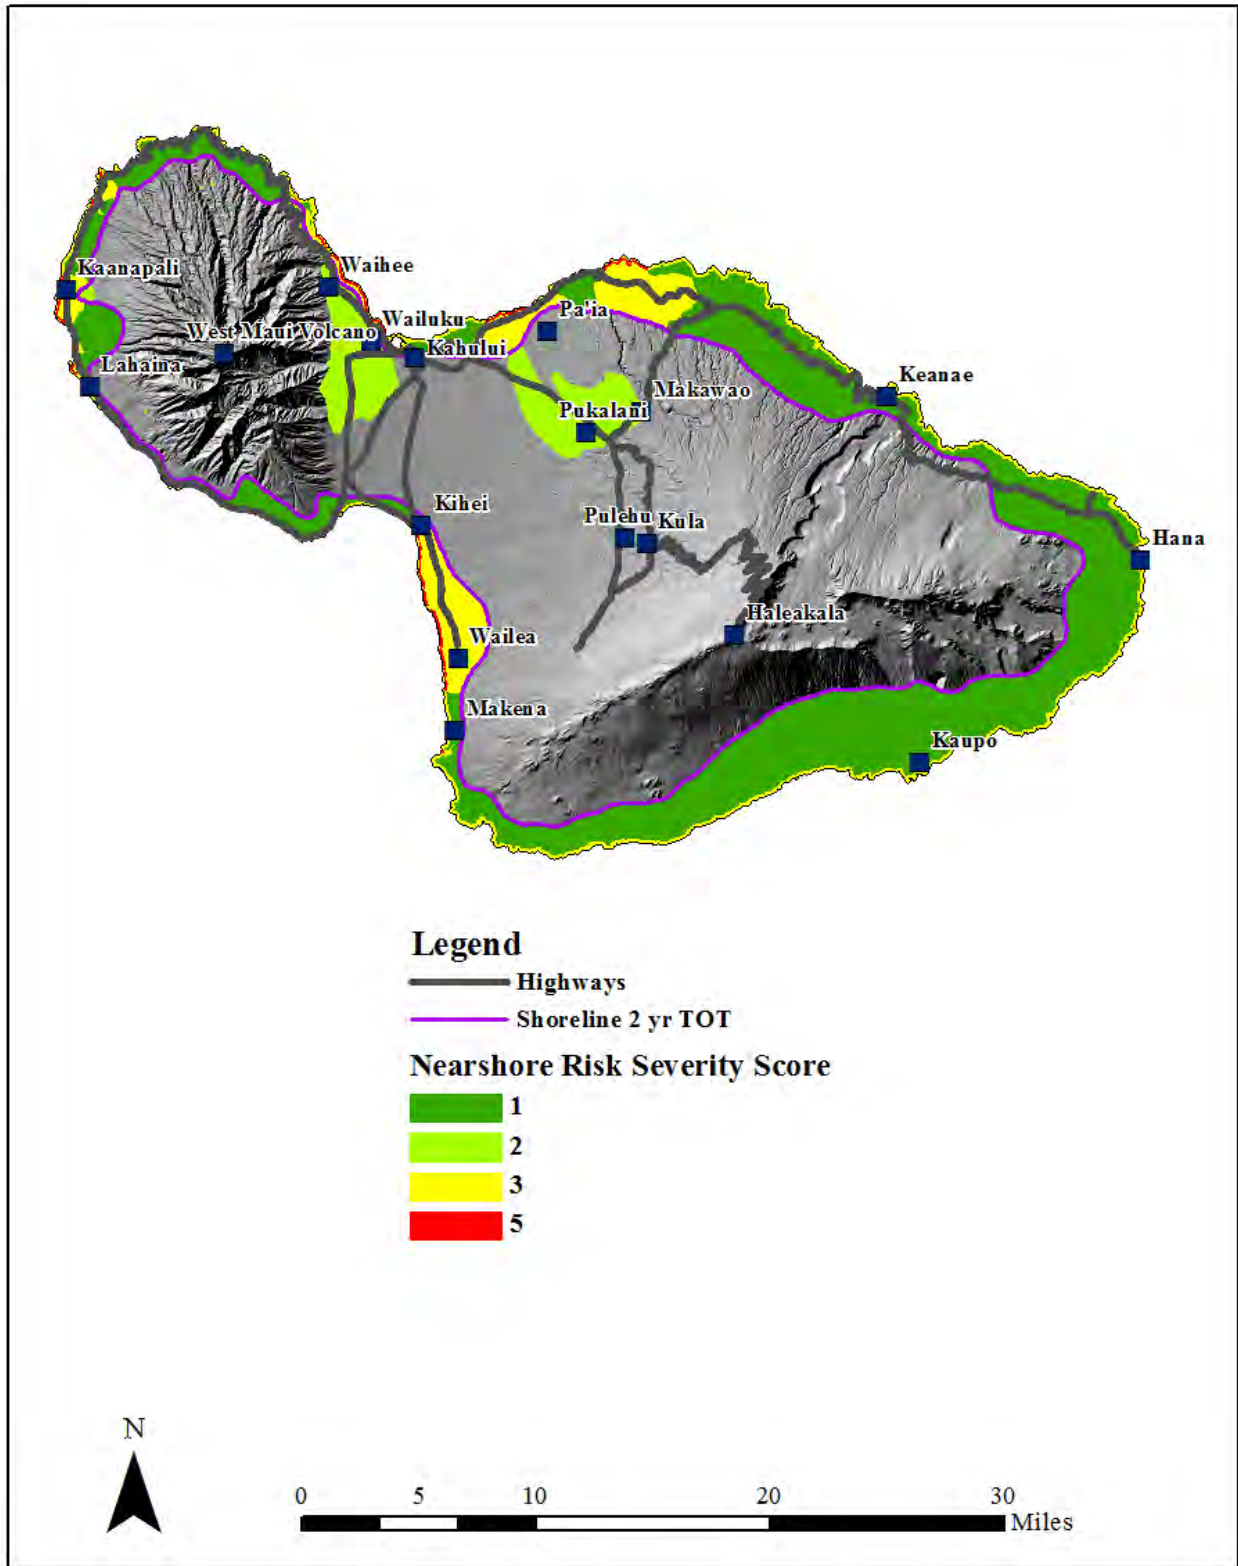 Waihee
Kaanapali
Pa'ia
Wailuku
West Maui Volcano
Kahului
Lahaina
Keanae
Makawao
Pukalani
Kihei
Pulehu
Kula
Hana
Haleakala
Wailea
Makena
Kaupo
Legend
Highways
Shoreline 2 yr TOT
Nearshore Risk Severity Score
1
2
3
5
N
0 5 10 20 30
Miles